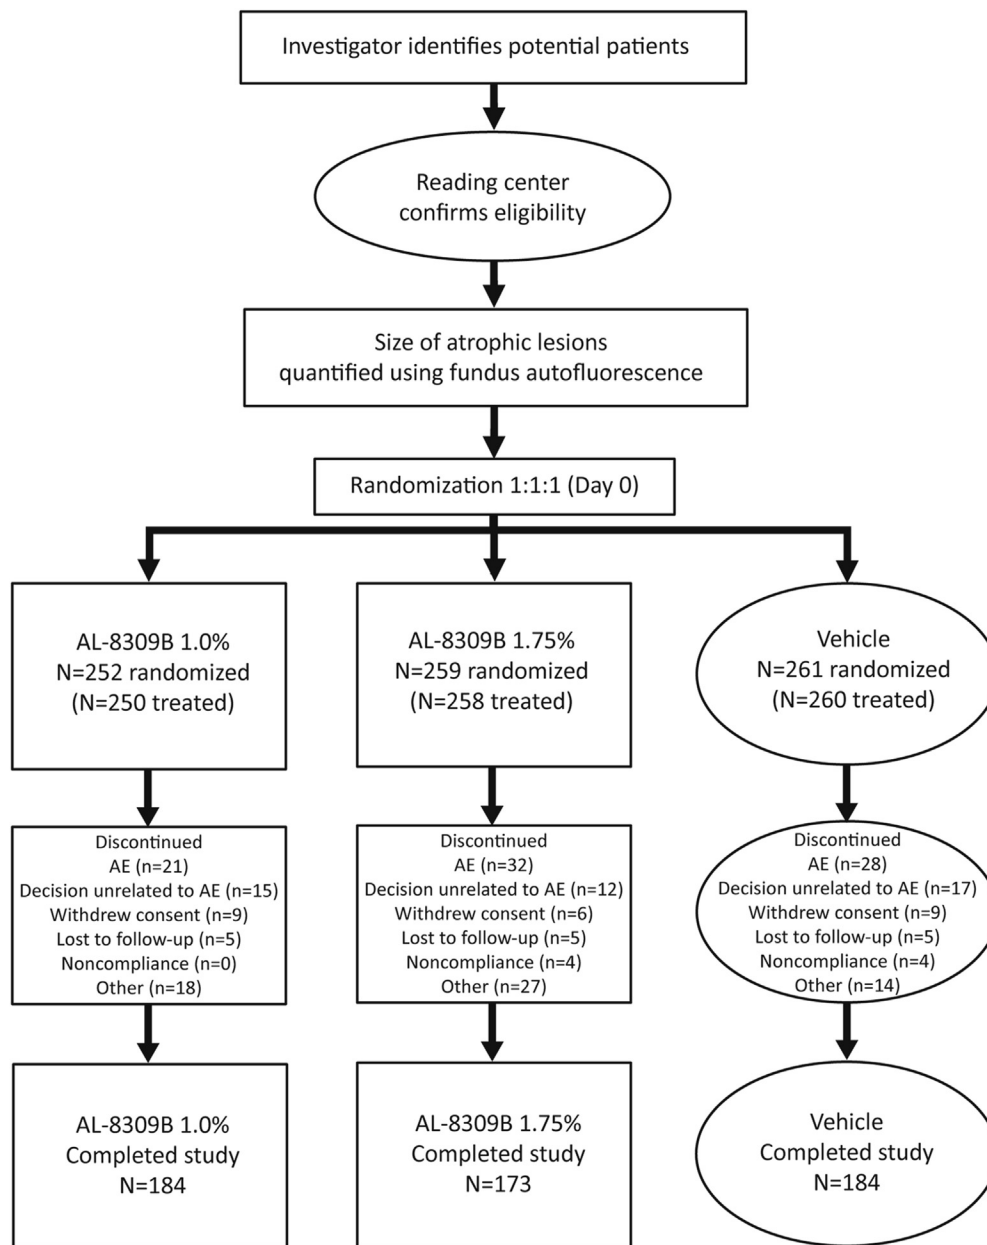 Investigator identifies potential patients
Reading center
confirms eligibility
Size of atrophic lesions
quantified using fundus autofluorescence
Randomization 1:1:1 (Day 0)
AL-8309B 1.0%
N=252 randomized
(N=250 treated)
AL-8309B 1.75%
N=259 randomized
(N=258 treated)
Vehicle
N=261 randomized
(N=260 treated)
Discontinued
AE (n=21)
Decision unrelated to AE (n=15)
Withdrew consent (n=9)
Lost to follow-up (n=5)
Noncompliance (n=0)
Other (n=18)
Discontinued
AE (n=32)
Decision unrelated to AE (n=12)
Withdrew consent (n=6)
Lost to follow-up (n=5)
Noncompliance (n=4)
Other (n=27)
Discontinued
AE (n=28)
Decision unrelated to AE (n=17)
Withdrew consent (n=9)
Lost to follow-up (n=5)
Noncompliance (n=4)
Other (n=14)
AL-8309B 1.0%
Completed study
N=184
AL-8309B 1.75%
Completed study
N=173
Vehicle
Completed study
N=184